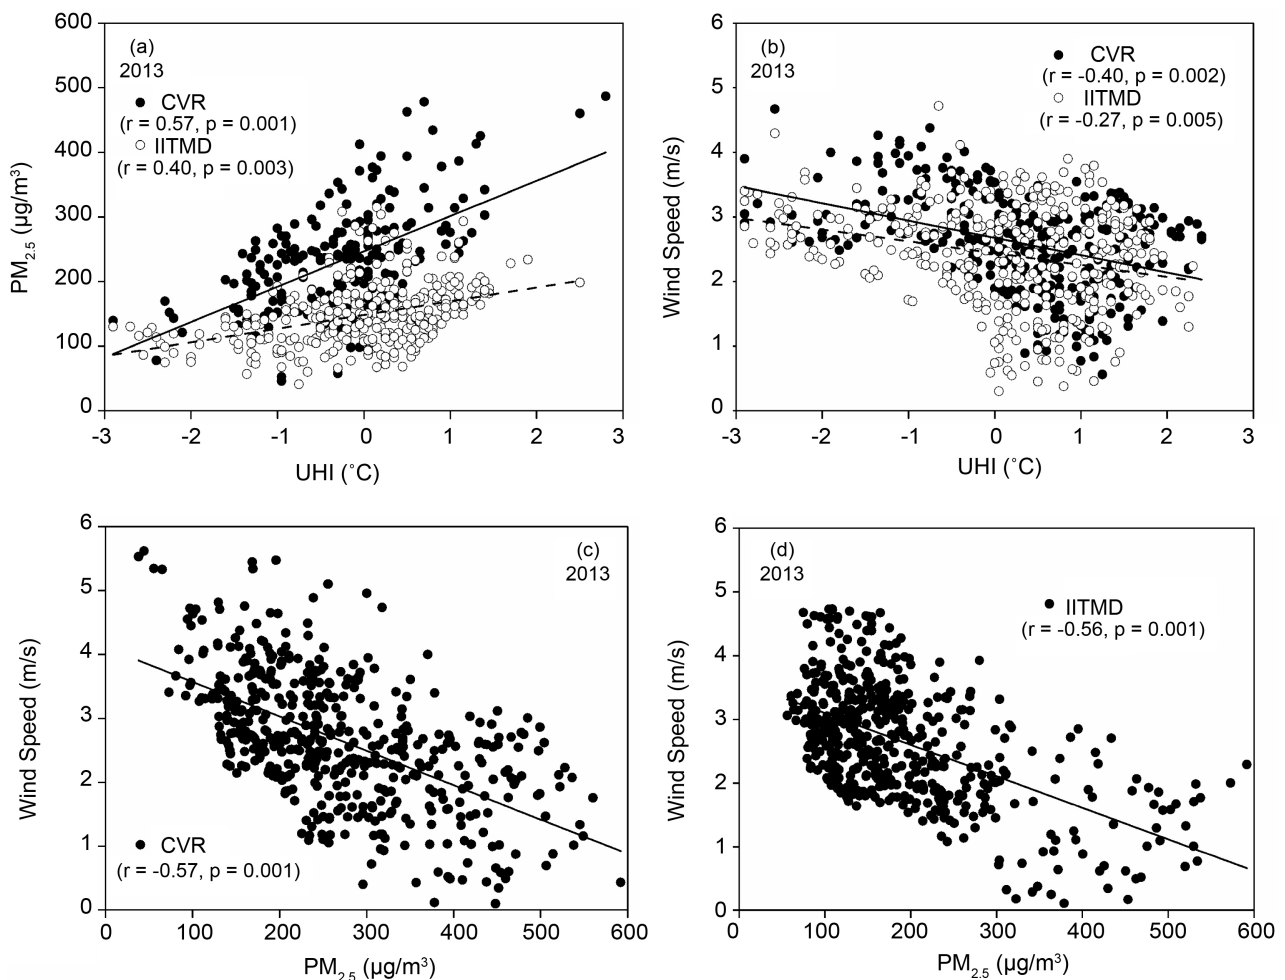 (a)
2013
CVR
(r = 0.57, p = 0.001)
IITMD
(r = 0.40, p = 0.003)
600
500
400
300
200
100
0
-3 -2 -1 0 1 2 3
PM2.5 (µg/m³)
UHI (˚C)
(b)
2013
CVR
(r = -0.40, p = 0.002)
IITMD
(r = -0.27, p = 0.005)
6
5
4
3
2
1
0
-3 -2 -1 0 1 2 3
Wind Speed (m/s)
UHI (˚C)
(c)
2013
CVR
(r = -0.57, p = 0.001)
6
5
4
3
2
1
0
0 100 200 300 400 500 600
Wind Speed (m/s)
PM2.5 (µg/m³)
(d)
2013
IITMD
(r = -0.56, p = 0.001)
6
5
4
3
2
1
0
0 100 200 300 400 500 600
Wind Speed (m/s)
PM2.5 (µg/m³)